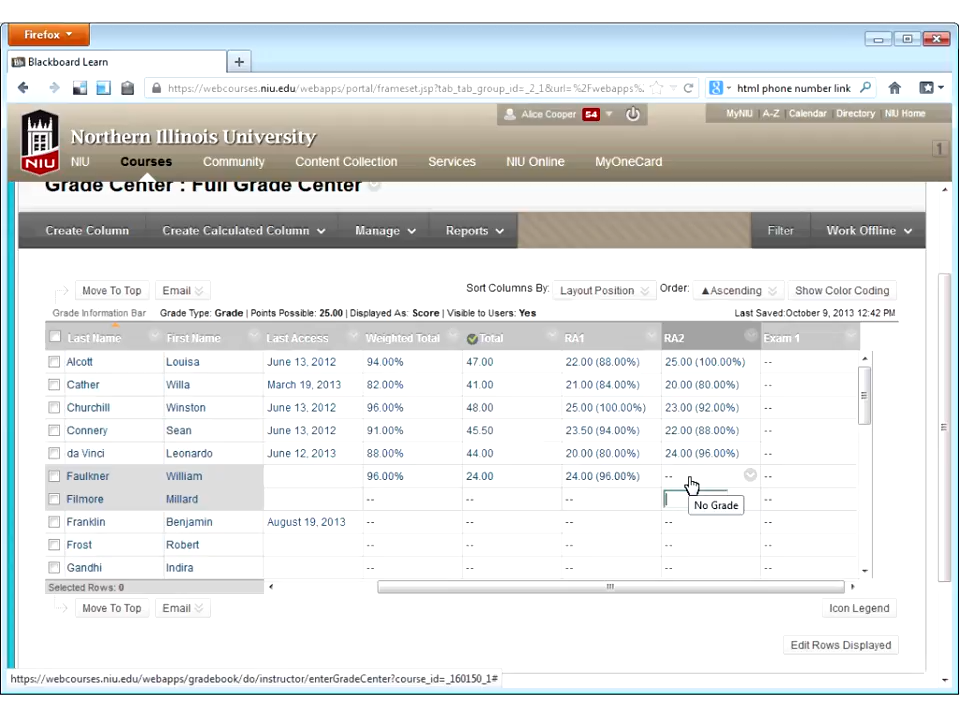 Firefox
Blackboard Learn
https://webcourses.niu.edu/webapps/portal/frameset.jsp?tab_tab_group_id=_2_1&url=%2Fwebapps%.
html phone number link
Alice Cooper 54
MyNIU | A-Z | Calendar Directory | NIU Home
Northern Illinois University
NIU
NIU Courses Community Content Collection Services NIU Online MyOneCard
1
Grade Center : Full Grade Center
Create Column Create Calculated Column Manage Reports Filter Work Offline
Move To Top Email Sort Columns By: Layout Position Order: ▲Ascending Show Color Coding
Grade Information Bar Grade Type: Grade | Points Possible: 25.00 | Displayed As: Score | Visible to Users: Yes Last Saved:October 9, 2013 12:42 PM
Last Name First Name Last Access Weighted Total Total RA1 RA2 Exam 1
Alcott Louisa June 13, 2012 94.00% 47.00 22.00 (88.00%) 25.00 (100.00%) --
Cather Willa March 19, 2013 82.00% 41.00 21.00 (84.00%) 20.00 (80.00%) --
Churchill Winston June 13, 2012 96.00% 48.00 25.00 (100.00%) 23.00 (92.00%) --
Connery Sean June 13, 2012 91.00% 45.50 23.50 (94.00%) 22.00 (88.00%) --
da Vinci Leonardo June 12, 2013 88.00% 44.00 20.00 (80.00%) 24.00 (96.00%) --
Faulkner William 96.00% 24.00 24.00 (96.00%) -- --
Filmore Millard -- -- -- --
No Grade
Franklin Benjamin August 19, 2013 -- -- -- -- --
Frost Robert -- -- -- -- --
Gandhi Indira -- -- -- -- --
Selected Rows: 0
Move To Top Email Icon Legend
Edit Rows Displayed
https://webcourses.niu.edu/webapps/gradebook/do/instructor/enterGradeCenter?course_id=_160150_1#